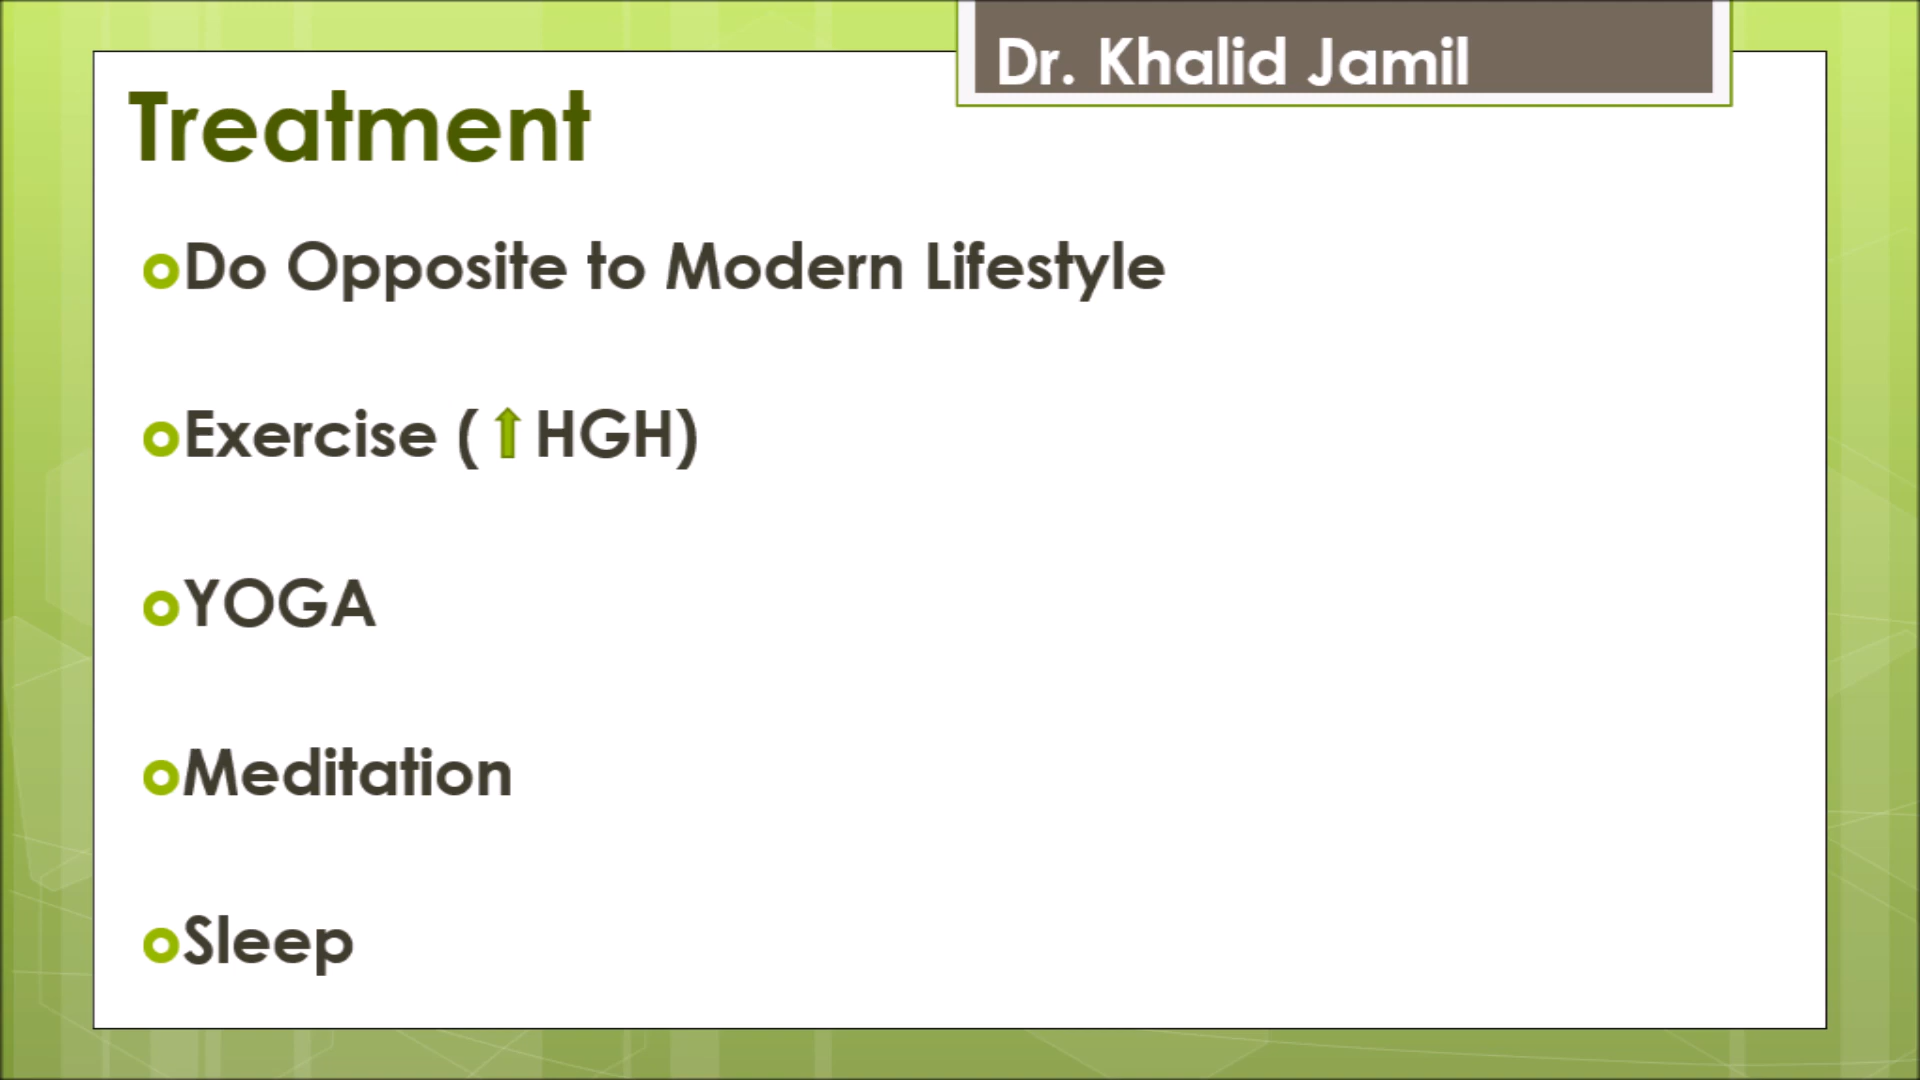 Dr. Khalid Jamil
Treatment
Do Opposite to Modern Lifestyle
Exercise (⬆HGH)
YOGA
Meditation
Sleep